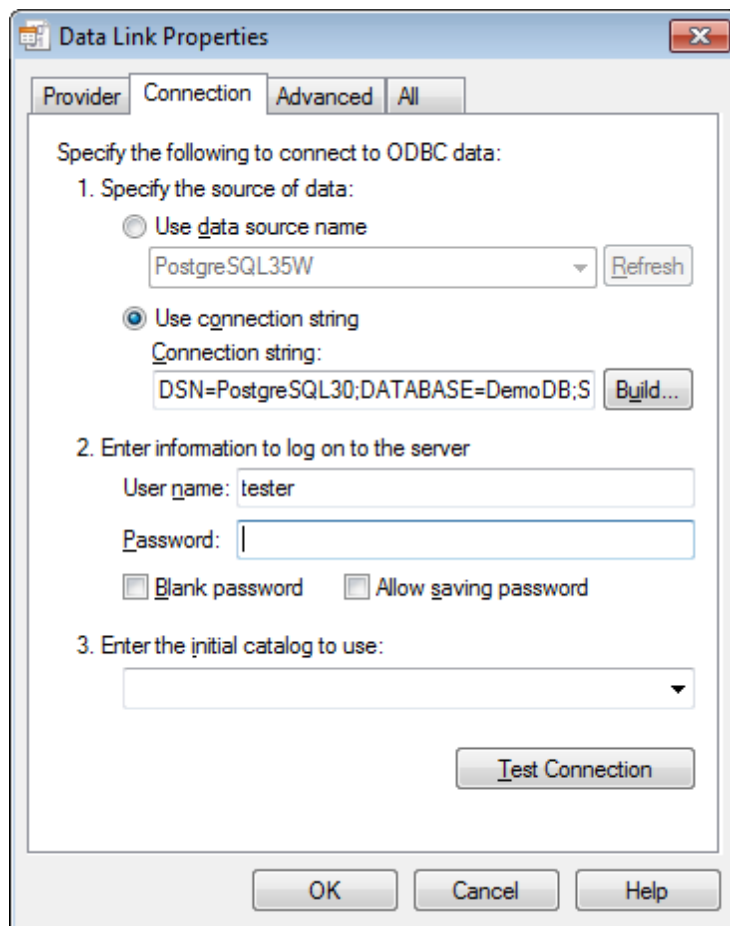 Data Link Properties
Provider Connection Advanced All
Specify the following to connect to ODBC data:
1. Specify the source of data:
Use data source name
PostgreSQL35W Refresh
Use connection string
Connection string:
DSN=PostgreSQL30;DATABASE=DemoDB;S Build...
2. Enter information to log on to the server
User name: tester
Password:
Blank password Allow saving password
3. Enter the initial catalog to use:
Test Connection
OK Cancel Help